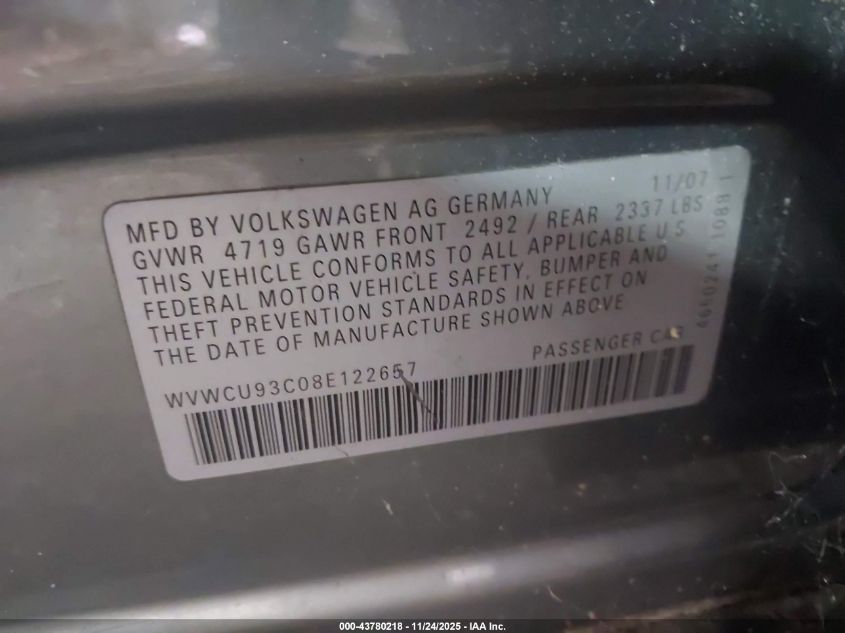 11/07
MFD BY VOLKSWAGEN AG GERMANY
GVWR 4719 GAWR FRONT 2492 / REAR 2337 LBS
THIS VEHICLE CONFORMS TO ALL APPLICABLE U S
FEDERAL MOTOR VEHICLE SAFETY, BUMPER AND
THEFT PREVENTION STANDARDS IN EFFECT ON
THE DATE OF MANUFACTURE SHOWN ABOVE
WVWCU93C08E122657
PASSENGER CAR
000-43780218 - 11/24/2025 - IAA Inc.